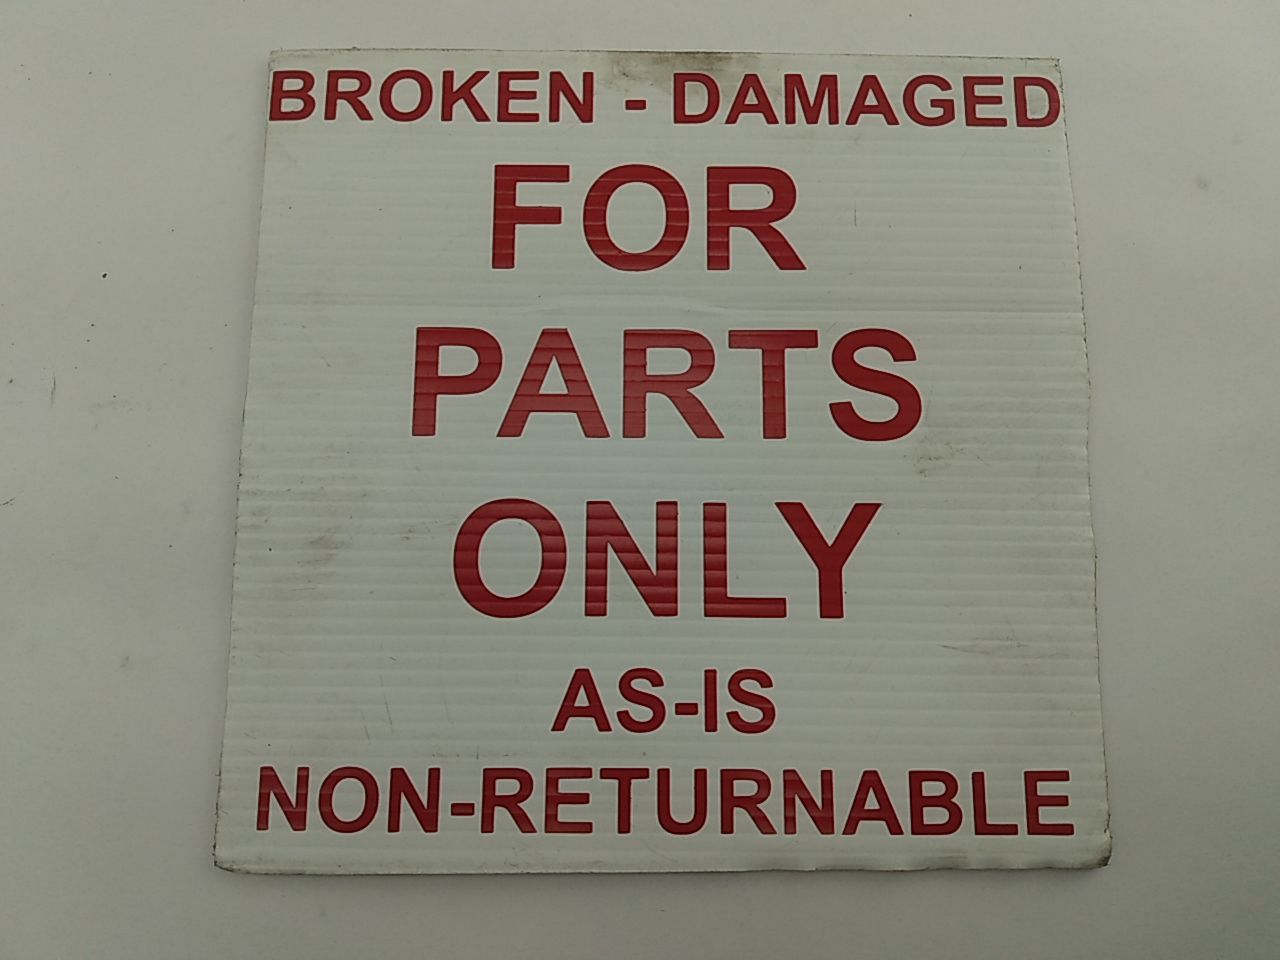 BROKEN - DAMAGED
FOR
PARTS
ONLY
AS-IS
NON-RETURNABLE